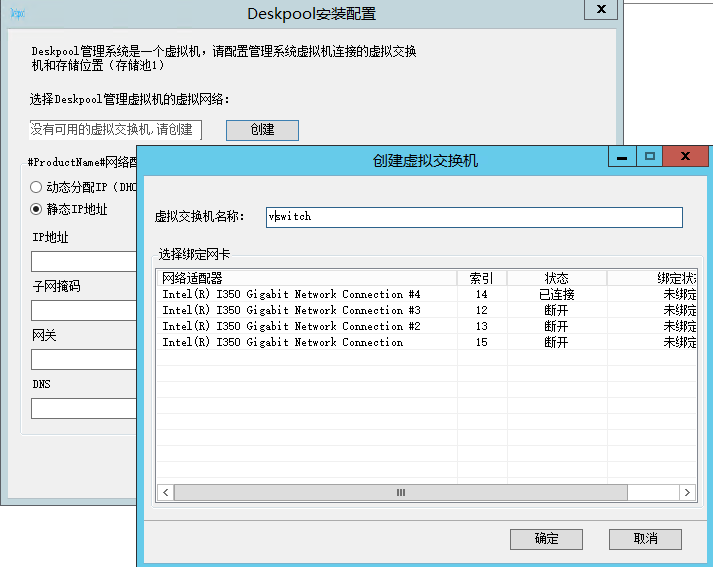 Deskpool安装配置
x
Deskpool管理系统是一个虚拟机，请配置管理系统虚拟机连接的虚拟交换
机和存储位置（存储池1）
选择Deskpool管理虚拟机的虚拟网络：
没有可用的虚拟交换机,请创建
创建
#ProductName#网络配
动态分配IP（DHC
静态IP地址
IP地址
子网掩码
网关
DNS
创建虚拟交换机
x
虚拟交换机名称：
vswitch
选择绑定网卡
网络适配器 索引 状态 绑定状态
Intel(R) I350 Gigabit Network Connection #4 14 已连接 未绑定
Intel(R) I350 Gigabit Network Connection #3 12 断开 未绑定
Intel(R) I350 Gigabit Network Connection #2 13 断开 未绑定
Intel(R) I350 Gigabit Network Connection 15 断开 未绑定
确定
取消